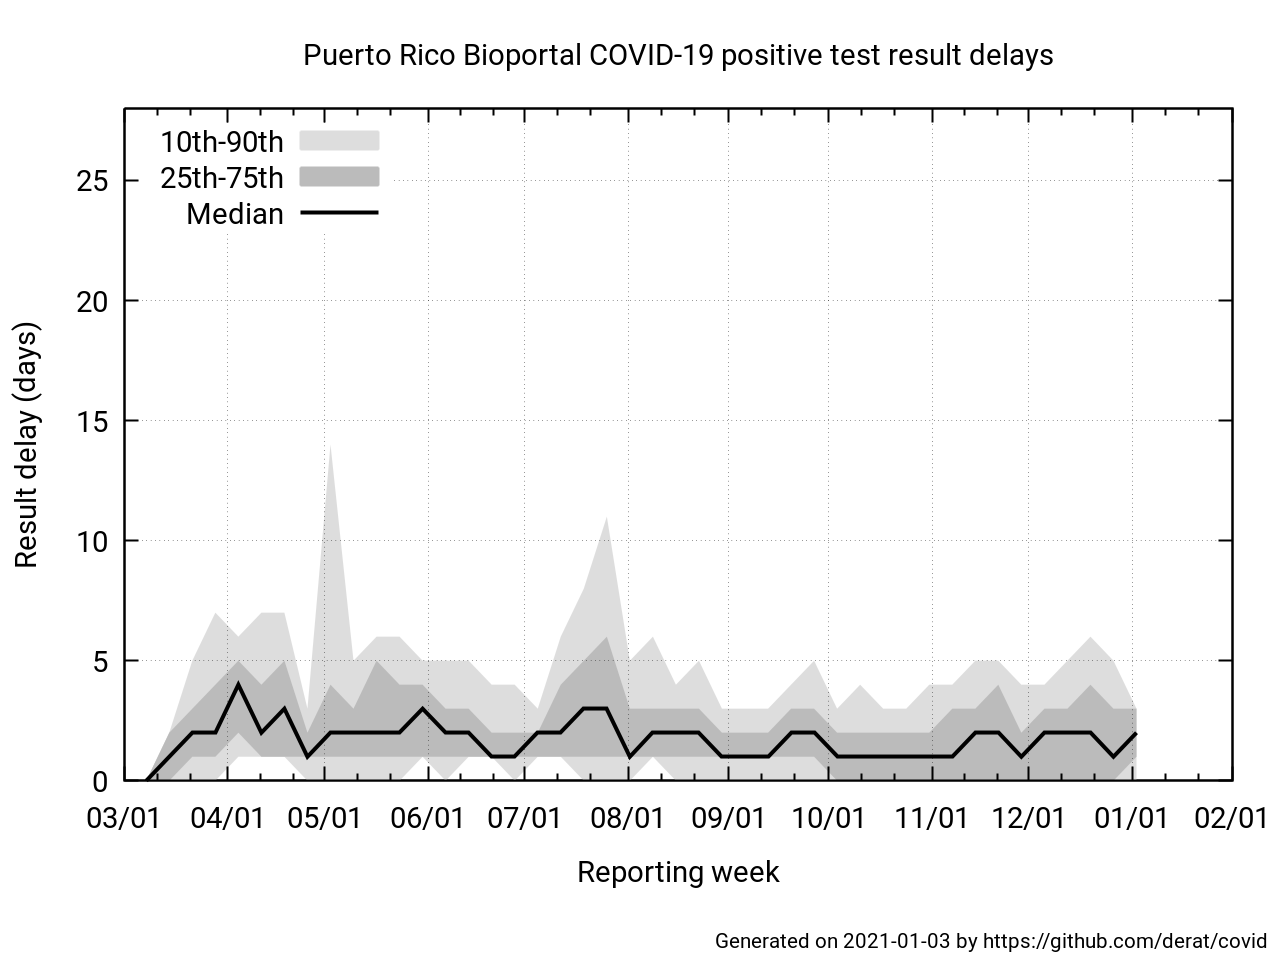 Puerto Rico Bioportal COVID-19 positive test result delays
10th-90th
25th-75th
Median
Result delay (days)
25
20
15
10
5
0
03/01 04/01 05/01 06/01 07/01 08/01 09/01 10/01 11/01 12/01 01/01 02/01
Reporting week
Generated on 2021-01-03 by https://github.com/derat/covid